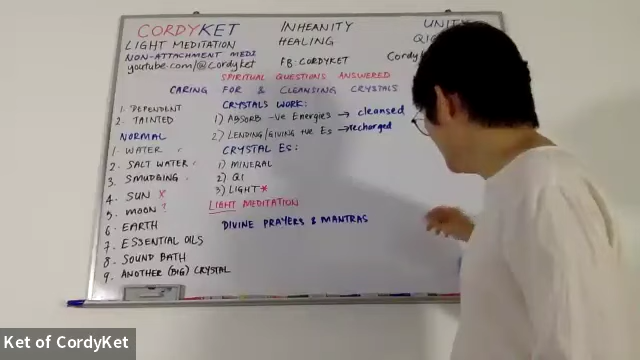 CORDYKET INHEANITY UNITY
LIGHT MEDITATION HEALING
NON-ATTACHMENT MEDI
youtube.com/@Cordyket FB: CORDYKET Cordy
SPIRITUAL QUESTIONS ANSWERED
CARING FOR & CLEANSING CRYSTALS
1. DEPENDENT
2. TAINTED
NORMAL
1. WATER
2. SALT WATER
3. SMUDGING
4. SUN X
5. MOON ?
6. EARTH
7. ESSENTIAL OILS
8. SOUND BATH
9. ANOTHER (BIG) CRYSTAL
CRYSTALS WORK:
1) ABSORB -ve Energies → cleansed
2) LENDING/GIVING +ve Es → recharged
CRYSTAL Es:
1) MINERAL
2) QI
3) LIGHT *
LIGHT MEDITATION
DIVINE PRAYERS & MANTRAS
Ket of CordyKet